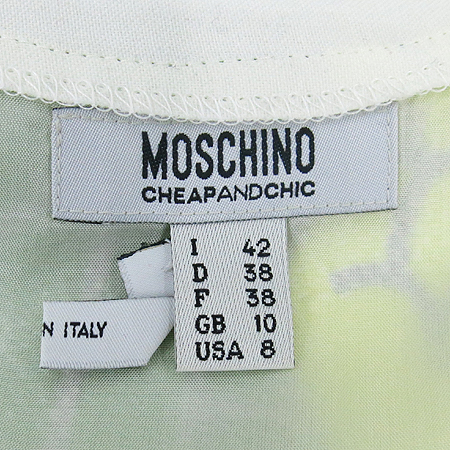 MOSCHINO
CHEAPANDCHIC
I 42
D 38
F 38
GB 10
USA 8
N ITALY